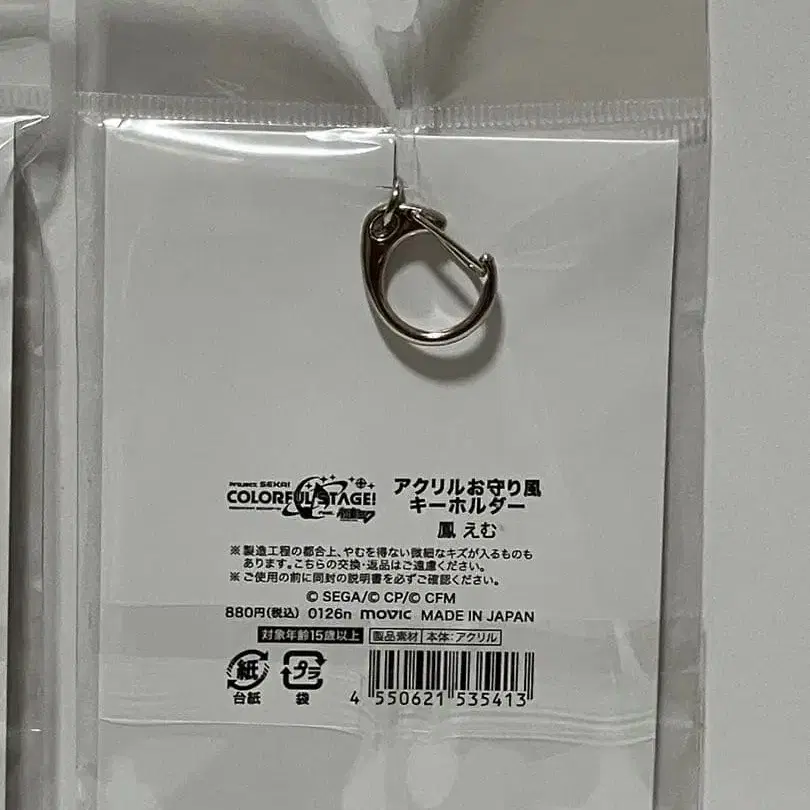 PROJECT SEKAI
COLORFUL STAGE!
feat. 初音ミク
アクリルお守り風
キーホルダー
鳳 えむ
※製造工程の都合上、やむを得ない微細なキズが入るものも
あります。こちらの交換・返品はご遠慮ください。
※ご使用の前に同封の説明書を必ずご確認ください。
© SEGA/© CP/© CFM
880円(税込) 0126n movic MADE IN JAPAN
対象年齢15歳以上 製品素材 本体:アクリル
紙 プラ
台紙 袋
4 550621 535413